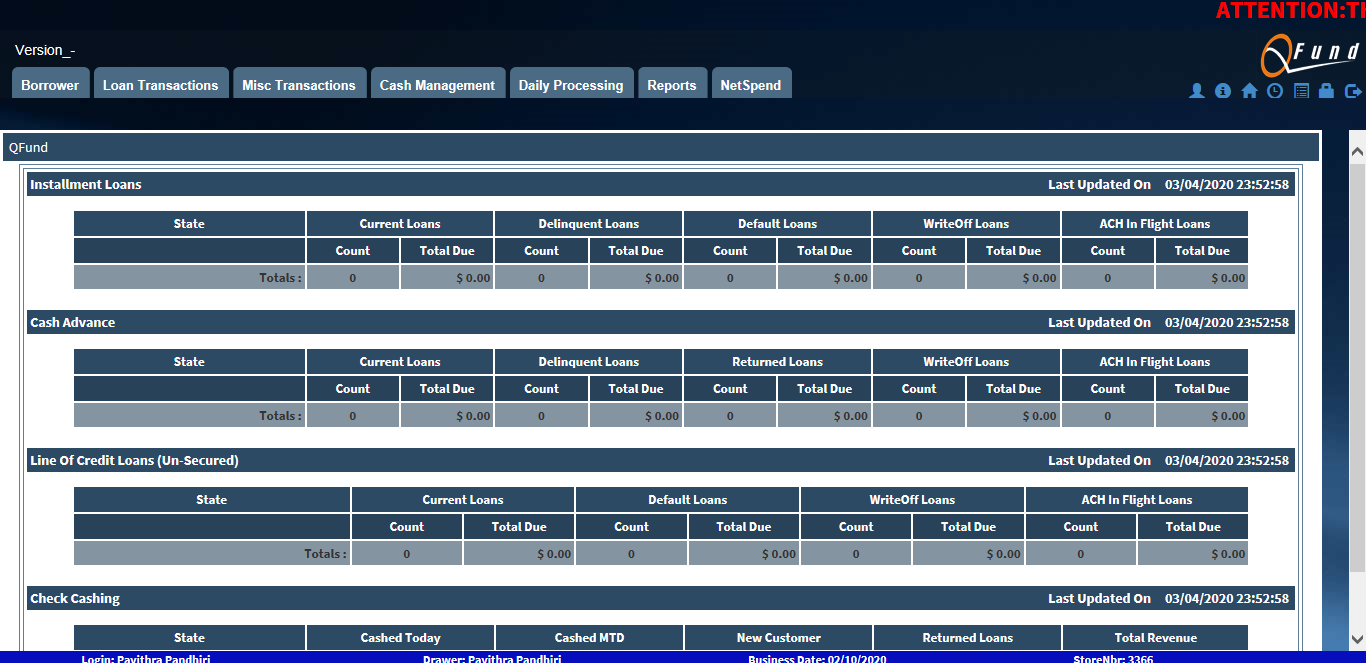 ATTENTION:
Version_-
QFund
Borrower Loan Transactions Misc Transactions Cash Management Daily Processing Reports NetSpend
QFund
Installment Loans Last Updated On 03/04/2020 23:52:58
State Current Loans Delinquent Loans Default Loans WriteOff Loans ACH In Flight Loans
Count Total Due Count Total Due Count Total Due Count Total Due Count Total Due
Totals : 0 $ 0.00 0 $ 0.00 0 $ 0.00 0 $ 0.00 0 $ 0.00
Cash Advance Last Updated On 03/04/2020 23:52:58
State Current Loans Delinquent Loans Returned Loans WriteOff Loans ACH In Flight Loans
Count Total Due Count Total Due Count Total Due Count Total Due Count Total Due
Totals : 0 $ 0.00 0 $ 0.00 0 $ 0.00 0 $ 0.00 0 $ 0.00
Line Of Credit Loans (Un-Secured) Last Updated On 03/04/2020 23:52:58
State Current Loans Default Loans WriteOff Loans ACH In Flight Loans
Count Total Due Count Total Due Count Total Due Count Total Due
Totals : 0 $ 0.00 0 $ 0.00 0 $ 0.00 0 $ 0.00
Check Cashing Last Updated On 03/04/2020 23:52:58
State Cashed Today Cashed MTD New Customer Returned Loans Total Revenue
Login: Pavithra Pandhiri Drawer: Pavithra Pandhiri Business Date: 02/10/2020 StoreNbr: 3366